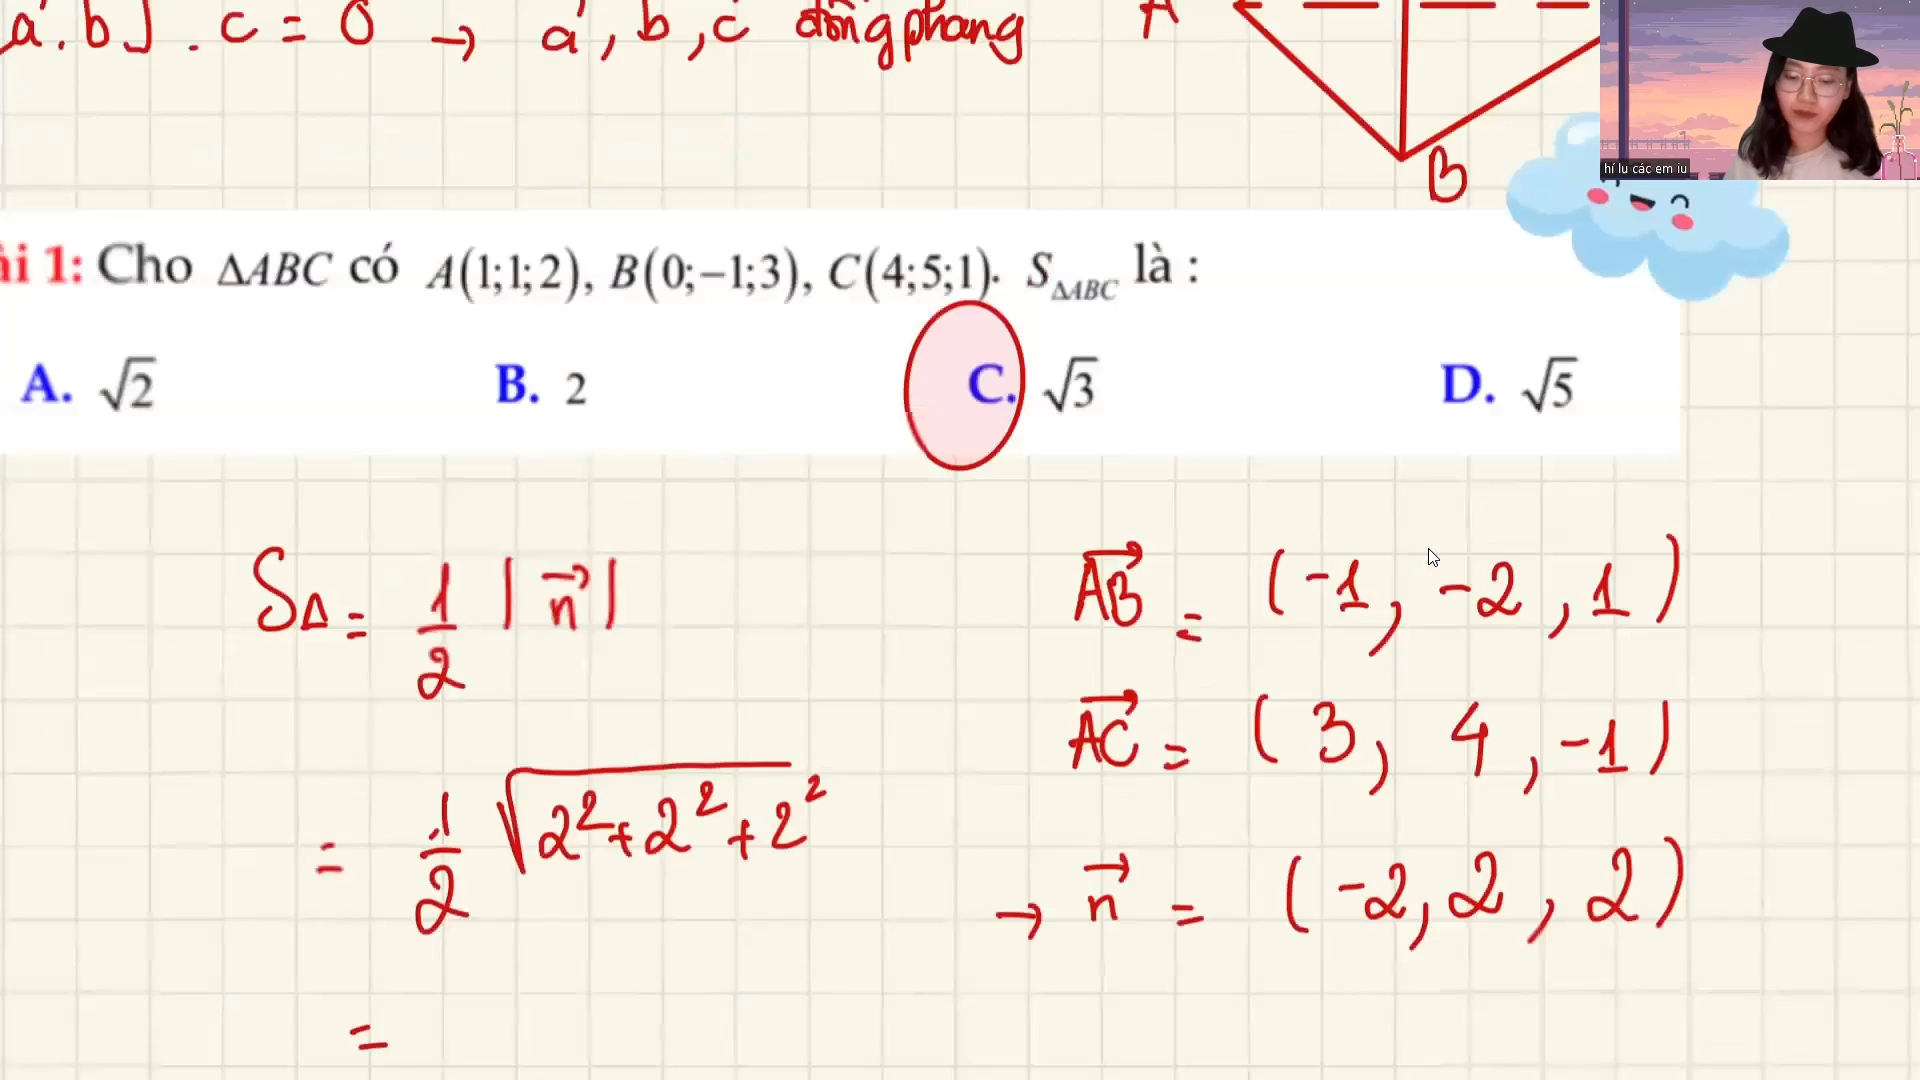 a . b ] . c = 0 → a , b , c đồng phẳng
A
B
hí lu các em iu
ài 1: Cho ΔABC có A(1;1;2), B(0;−1;3), C(4;5;1). S_ΔABC là :
A. √2 B. 2 C. √3 D. √5
SΔ = 1/2 |n⃗|
AB⃗ = (-1, -2, 1)
AC⃗ = (3, 4, -1)
= 1/2 √(2² + 2² + 2²)
→ n⃗ = (-2, 2, 2)
=